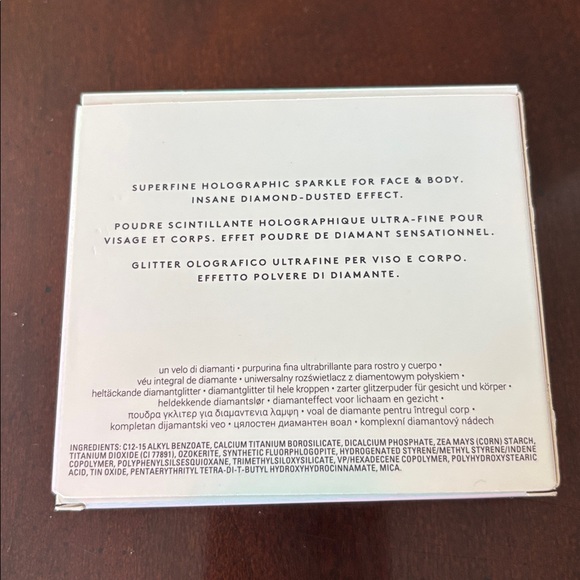 SUPERFINE HOLOGRAPHIC SPARKLE FOR FACE & BODY.
INSANE DIAMOND-DUSTED EFFECT.
POUDRE SCINTILLANTE HOLOGRAPHIQUE ULTRA-FINE POUR
VISAGE ET CORPS. EFFET POUDRE DE DIAMANT SENSATIONNEL.
GLITTER OLOGRAFICO ULTRAFINE PER VISO E CORPO.
EFFETTO POLVERE DI DIAMANTE.
un velo di diamanti • purpurina fina ultrabrillante para rostro y cuerpo •
véu integral de diamante • uniwersalny rozświetlacz z diamentowym połyskiem •
heltäckande diamantglitter • diamantglitter til hele kroppen • zarter glitzerpuder für gesicht und körper •
heldekkende diamantslør • diamanteffect voor lichaam en gezicht •
πουδρα γκλιτερ για διαμαντενια λαμψη • voal de diamante pentru întregul corp •
kompletan dijamantski veo • цялостен диамантен воал • komplexní diamantový nádech
INGREDIENTS: C12-15 ALKYL BENZOATE, CALCIUM TITANIUM BOROSILICATE, DICALCIUM PHOSPHATE, ZEA MAYS (CORN) STARCH,
TITANIUM DIOXIDE (CI 77891), OZOKERITE, SYNTHETIC FLUORPHLOGOPITE, HYDROGENATED STYRENE/METHYL STYRENE/INDENE
COPOLYMER, POLYPHENYLSILSESQUIOXANE, TRIMETHYLSILOXYSILICATE, VP/HEXADECENE COPOLYMER, POLYHYDROXYSTEARIC
ACID, TIN OXIDE, PENTAERYTHRITYL TETRA-DI-T-BUTYL HYDROXYHYDROCINNAMATE, MICA.